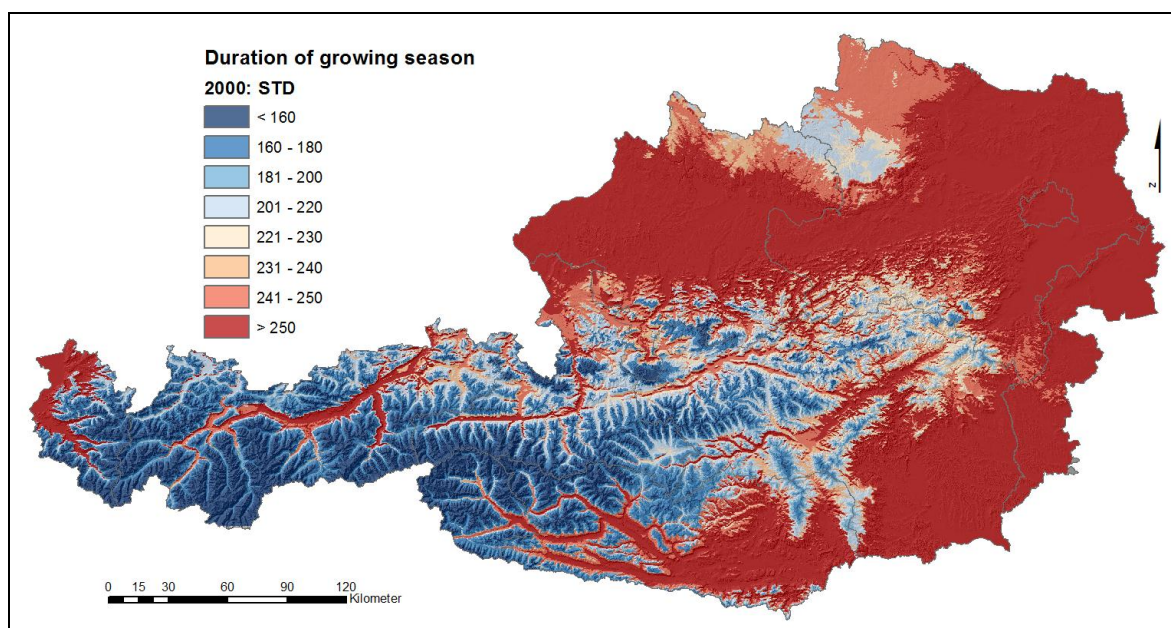 Duration of growing season
2000: STD
< 160
160 - 180
181 - 200
201 - 220
221 - 230
231 - 240
241 - 250
> 250
N
0 15 30 60 90 120
Kilometer